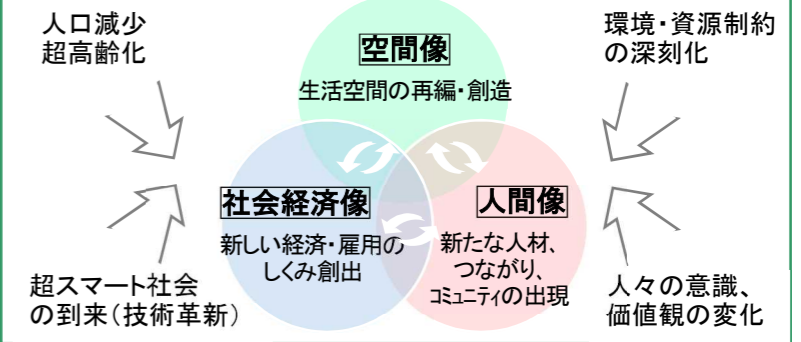 人口減少
超高齢化
環境・資源制約
の深刻化
空間像
生活空間の再編・創造
社会経済像
新しい経済・雇用の
しくみ創出
人間像
新たな人材、
つながり、
コミュニティの出現
超スマート社会
の到来(技術革新)
人々の意識、
価値観の変化